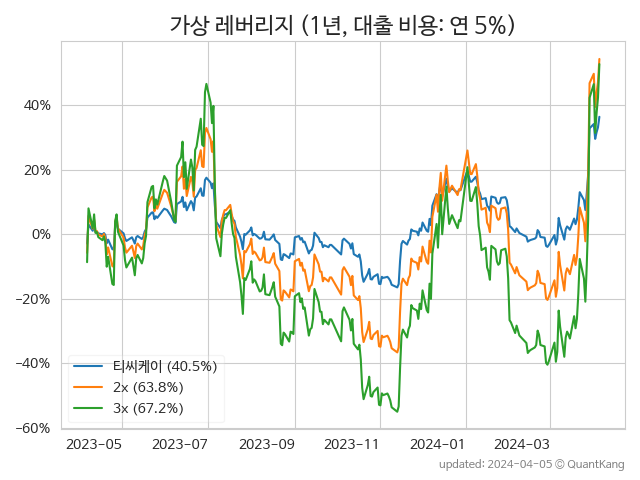 가상 레버리지 (1년, 대출 비용: 연 5%)
40%
20%
0%
−20%
−40%
−60%
티씨케이 (40.5%)
2x (63.8%)
3x (67.2%)
2023-05 2023-07 2023-09 2023-11 2024-01 2024-03
updated: 2024-04-05 © QuantKang